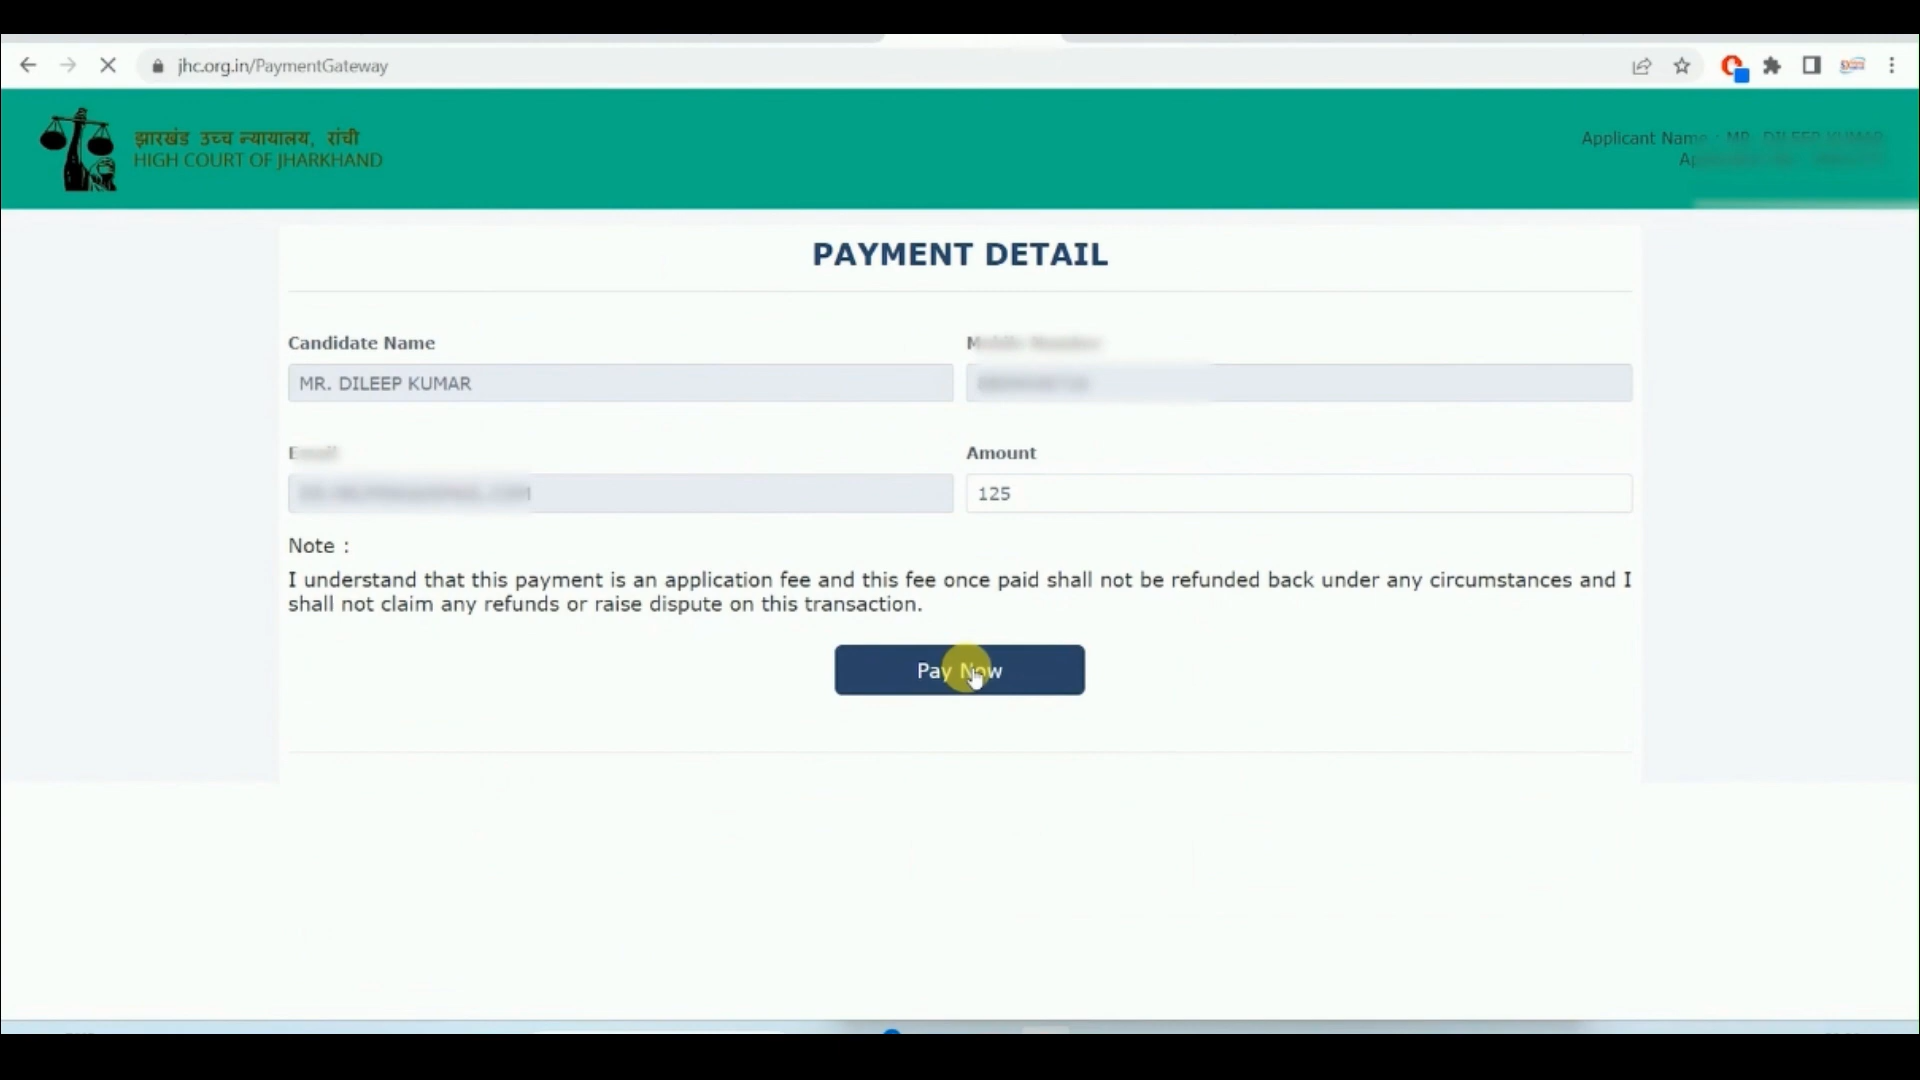 jhc.org.in/PaymentGateway
झारखंड उच्च न्यायालय, रांची
HIGH COURT OF JHARKHAND
Applicant Name : MR. DILEEP KUMAR
PAYMENT DETAIL
Candidate Name
MR. DILEEP KUMAR
Amount
125
Note :
I understand that this payment is an application fee and this fee once paid shall not be refunded back under any circumstances and I
shall not claim any refunds or raise dispute on this transaction.
Pay Now